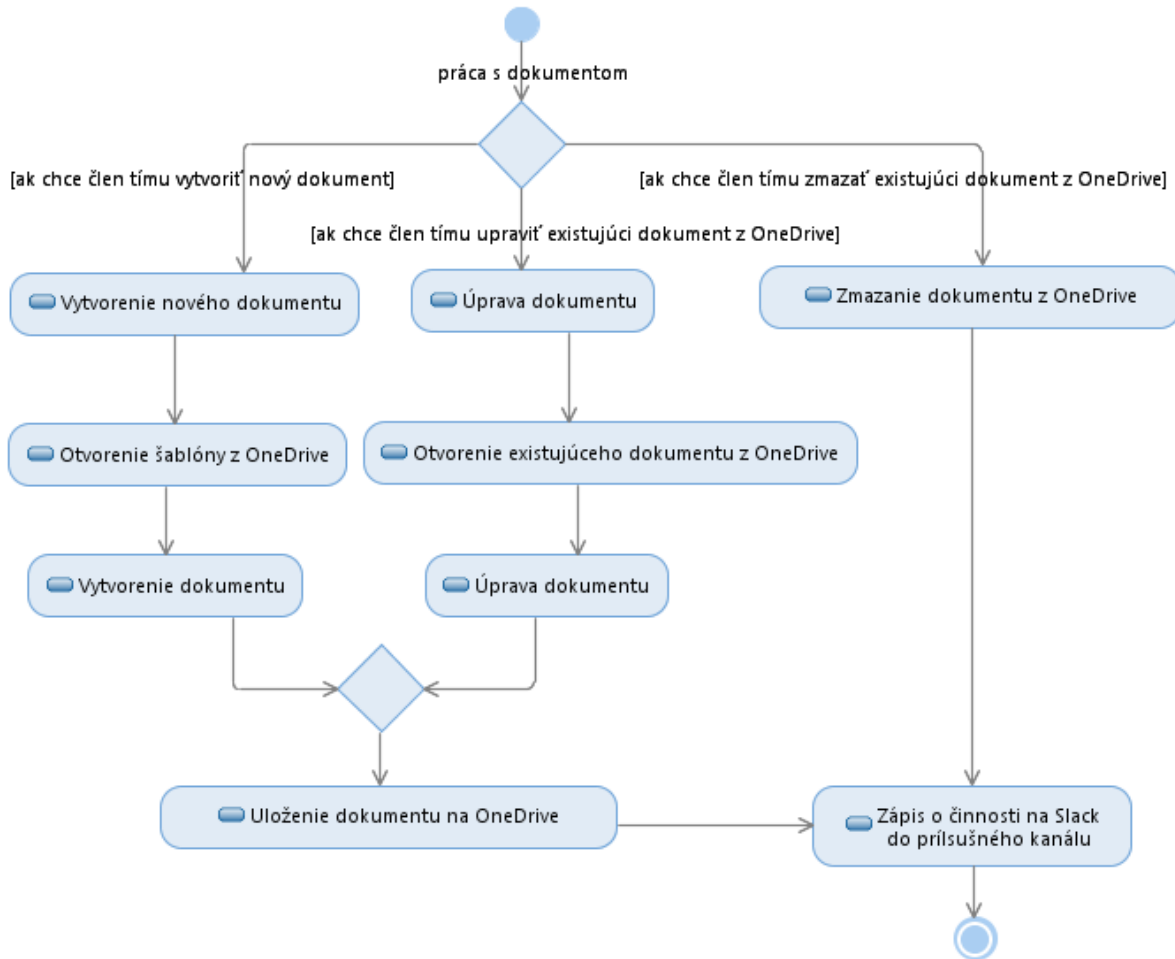 práca s dokumentom
[ak chce člen tímu vytvoriť nový dokument]
[ak chce člen tímu zmazať existujúci dokument z OneDrive]
[ak chce člen tímu upraviť existujúci dokument z OneDrive]
Vytvorenie nového dokumentu
Úprava dokumentu
Zmazanie dokumentu z OneDrive
Otvorenie šablóny z OneDrive
Otvorenie existujúceho dokumentu z OneDrive
Vytvorenie dokumentu
Úprava dokumentu
Uloženie dokumentu na OneDrive
Zápis o činnosti na Slack
do prílsušného kanálu